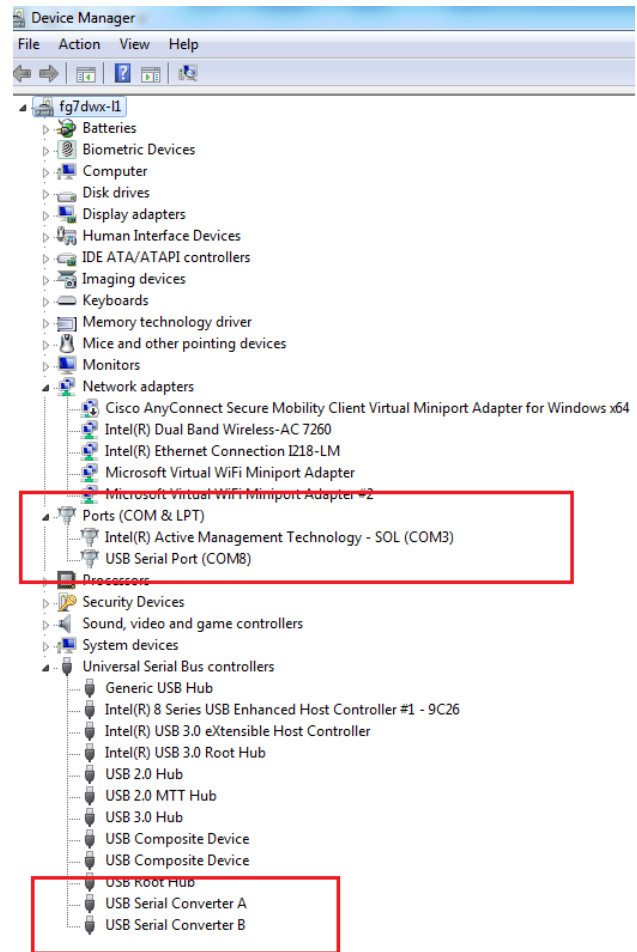 Device Manager
File Action View Help
fg7dwx-l1
Batteries
Biometric Devices
Computer
Disk drives
Display adapters
Human Interface Devices
IDE ATA/ATAPI controllers
Imaging devices
Keyboards
Memory technology driver
Mice and other pointing devices
Monitors
Network adapters
Cisco AnyConnect Secure Mobility Client Virtual Miniport Adapter for Windows x64
Intel(R) Dual Band Wireless-AC 7260
Intel(R) Ethernet Connection I218-LM
Microsoft Virtual WiFi Miniport Adapter
Microsoft Virtual WiFi Miniport Adapter #2
Ports (COM & LPT)
Intel(R) Active Management Technology - SOL (COM3)
USB Serial Port (COM8)
Processors
Security Devices
Sound, video and game controllers
System devices
Universal Serial Bus controllers
Generic USB Hub
Intel(R) 8 Series USB Enhanced Host Controller #1 - 9C26
Intel(R) USB 3.0 eXtensible Host Controller
Intel(R) USB 3.0 Root Hub
USB 2.0 Hub
USB 2.0 MTT Hub
USB 3.0 Hub
USB Composite Device
USB Composite Device
USB Root Hub
USB Serial Converter A
USB Serial Converter B